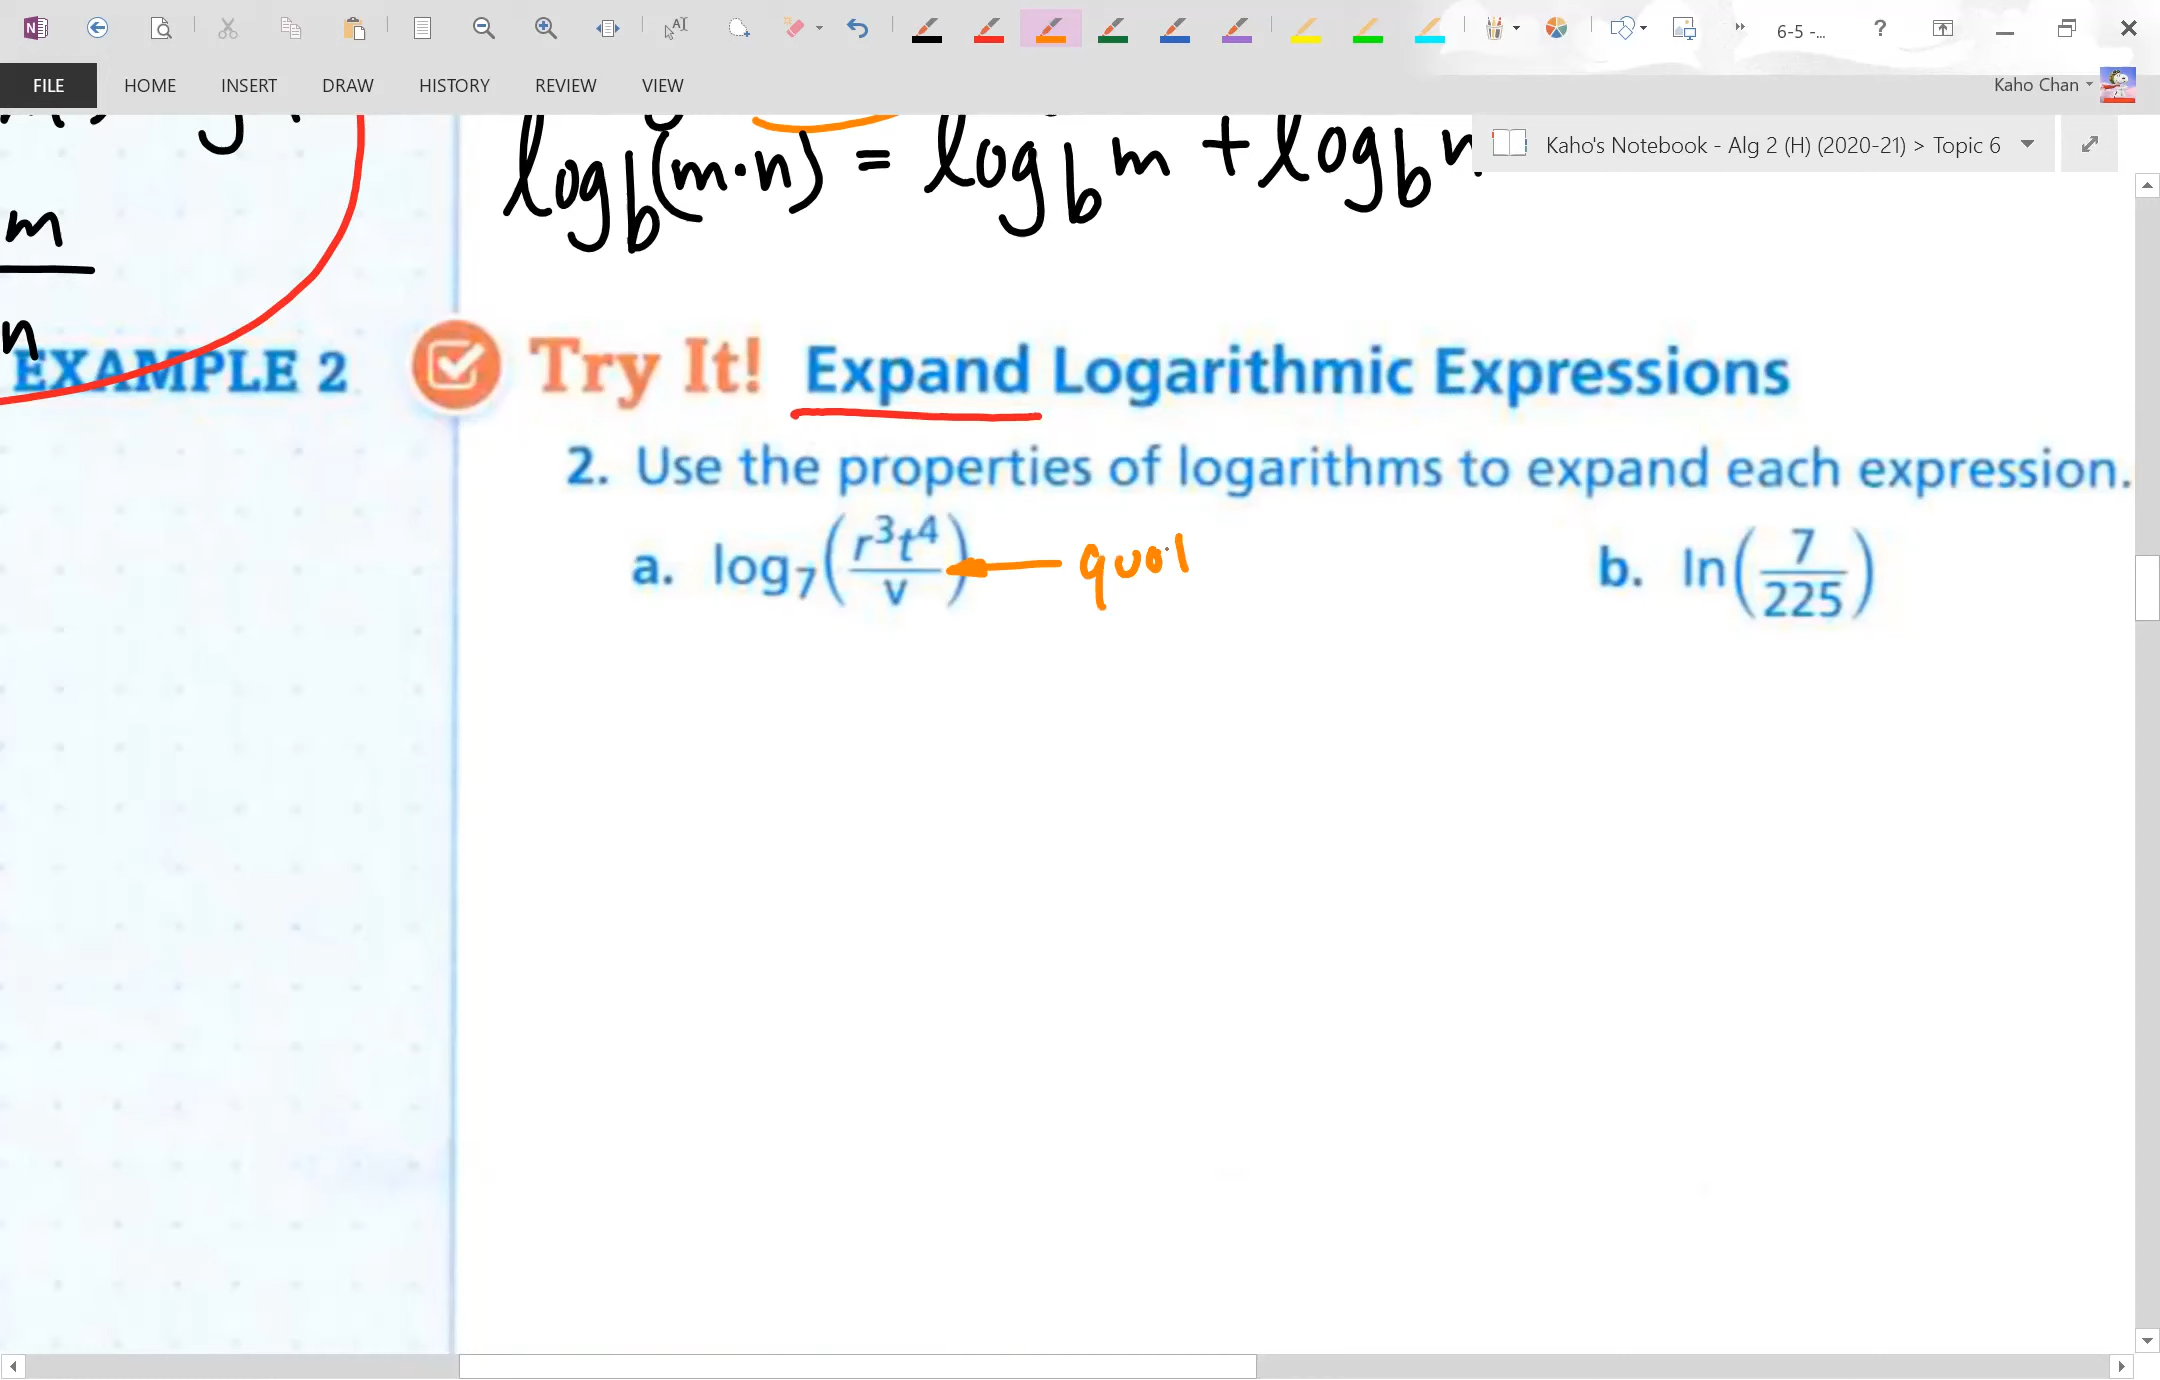 6-5 -... ?
FILE HOME INSERT DRAW HISTORY REVIEW VIEW Kaho Chan
Kaho's Notebook - Alg 2 (H) (2020-21) > Topic 6
log_b(m·n) = log_b m + log_b n
m
n
EXAMPLE 2 Try It! Expand Logarithmic Expressions
2. Use the properties of logarithms to expand each expression.
a. log₇(r³t⁴/v) quot b. ln(7/225)